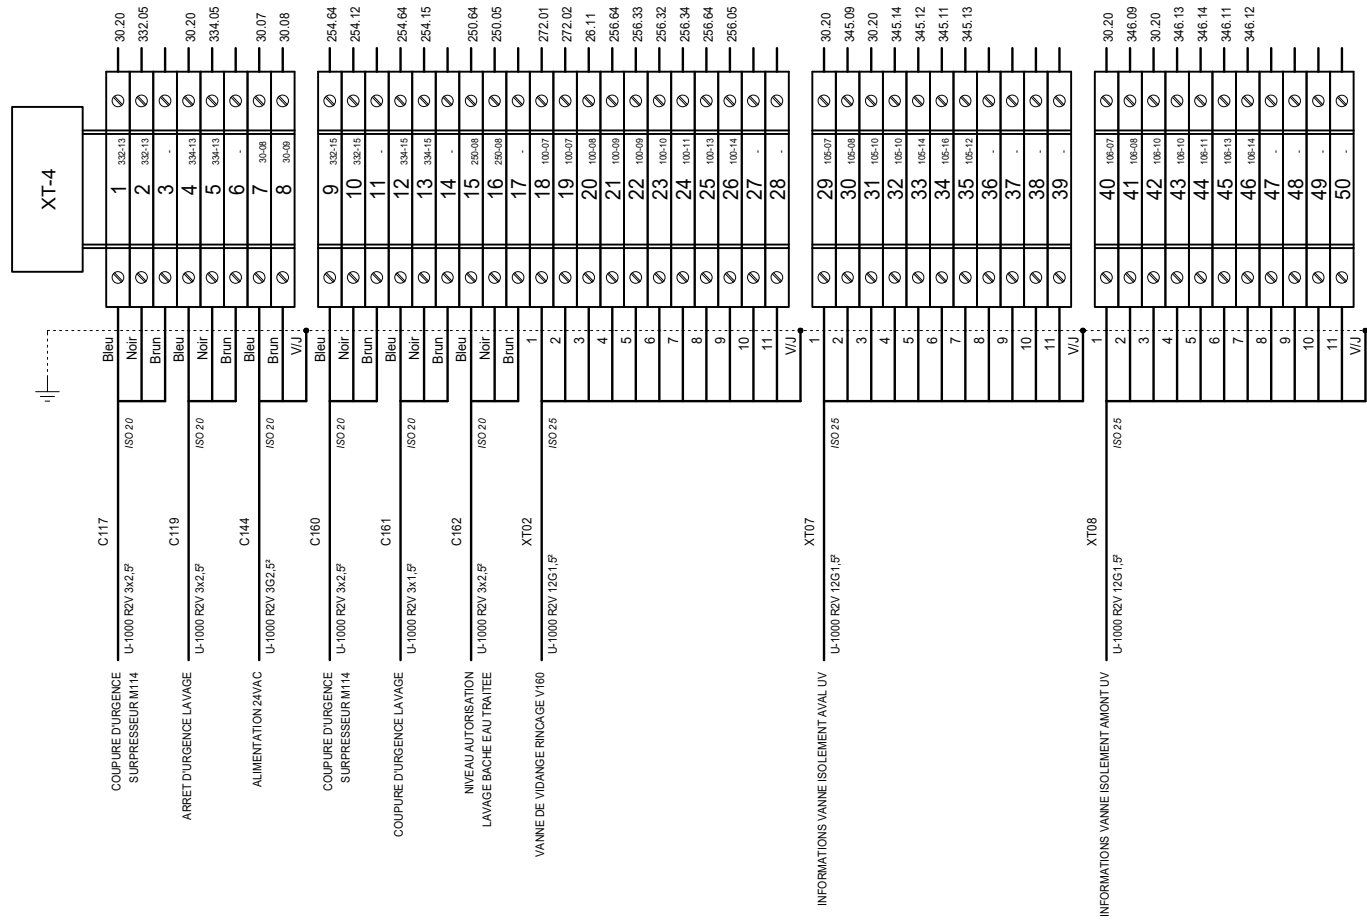 30.20
332.05
30.20
334.05
30.07
30.08
254.64
254.12
254.64
254.15
250.64
250.05
272.01
272.02
26.11
256.64
256.33
256.32
256.34
256.64
256.05
30.20
345.09
30.20
345.14
345.12
345.11
345.13
30.20
346.09
30.20
346.13
346.14
346.11
346.12
XT-4
1 332-13
2 332-13
3 -
4 334-13
5 334-13
6 -
7 30-08
8 30-09
9 332-15
10 332-15
11 -
12 334-15
13 334-15
14 -
15 250-08
16 250-08
17 -
18 100-07
19 100-07
20 100-08
21 100-09
22 100-09
23 100-10
24 100-11
25 100-13
26 100-14
27 -
28 -
29 105-07
30 105-08
31 105-10
32 105-10
33 105-14
34 105-16
35 105-12
36 -
37 -
38 -
39 -
40 106-07
41 106-08
42 106-10
43 106-10
44 106-11
45 106-13
46 106-14
47 -
48 -
49 -
50 -
Bleu
Noir
Brun
Bleu
Noir
Brun
Bleu
Brun
V/J
Bleu
Noir
Brun
Bleu
Noir
Brun
Bleu
Noir
Brun
1
2
3
4
5
6
7
8
9
10
11
V/J
1
2
3
4
5
6
7
8
9
10
11
V/J
1
2
3
4
5
6
7
8
9
10
11
V/J
ISO 20
ISO 20
ISO 20
ISO 20
ISO 20
ISO 20
ISO 25
ISO 25
ISO 25
C117
C119
C144
C160
C161
C162
XT02
XT07
XT08
U-1000 R2V 3x2,5²
U-1000 R2V 3x2,5²
U-1000 R2V 3G2,5²
U-1000 R2V 3x2,5²
U-1000 R2V 3x1,5²
U-1000 R2V 3x2,5²
U-1000 R2V 12G1,5²
U-1000 R2V 12G1,5²
U-1000 R2V 12G1,5²
COUPURE D'URGENCE
SURPRESSEUR M114
ARRET D'URGENCE LAVAGE
ALIMENTATION 24VAC
COUPURE D'URGENCE
SURPRESSEUR M114
COUPURE D'URGENCE LAVAGE
NIVEAU AUTORISATION
LAVAGE BACHE EAU TRAITEE
VANNE DE VIDANGE RINCAGE V160
INFORMATIONS VANNE ISOLEMENT AVAL UV
INFORMATIONS VANNE ISOLEMENT AMONT UV